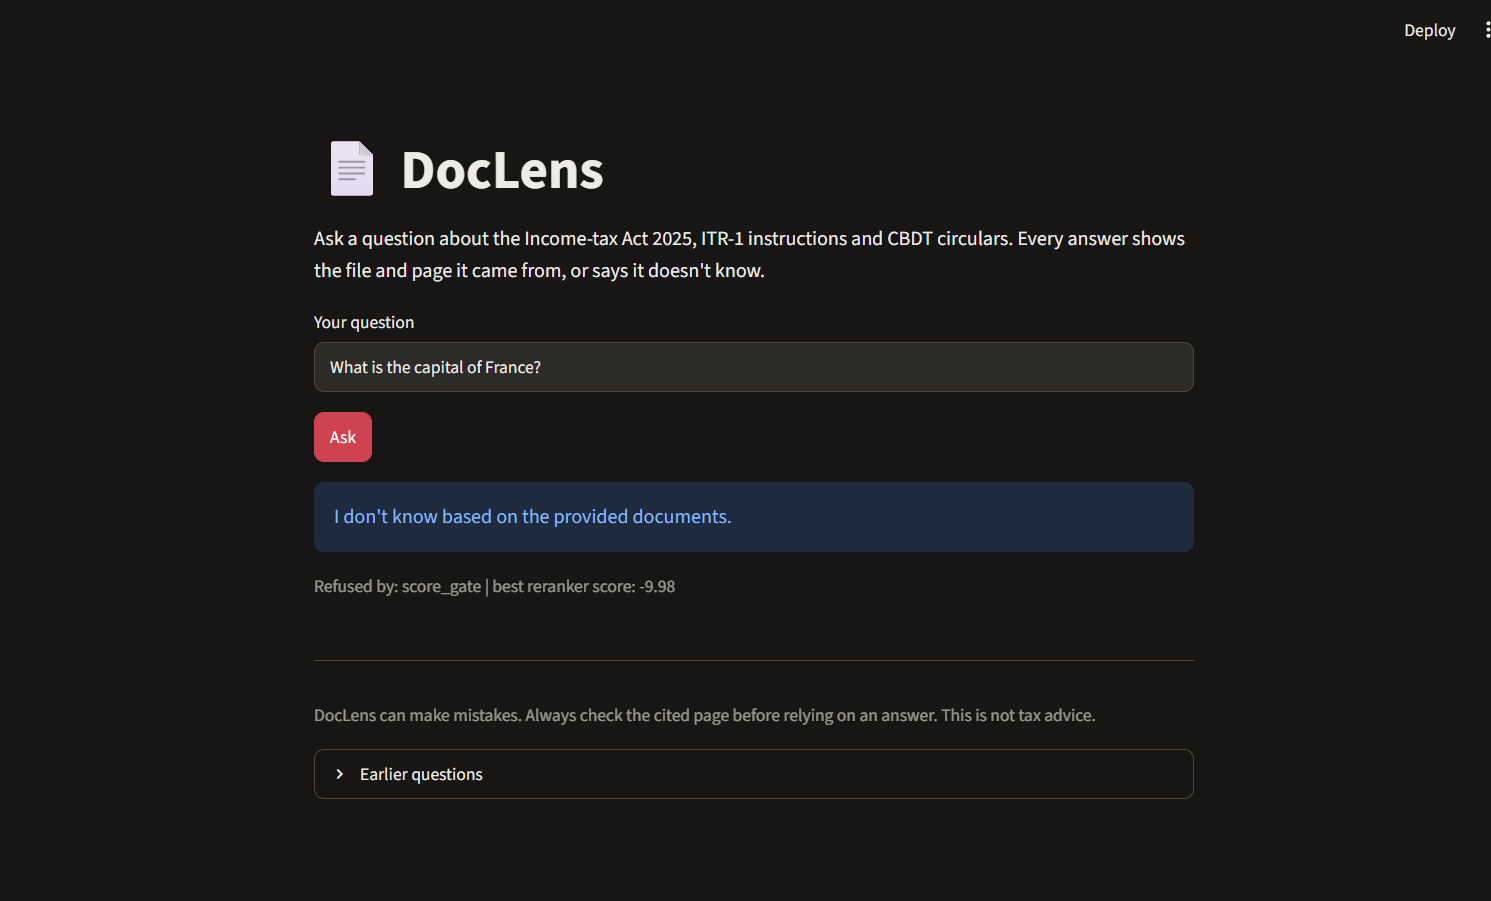 Deploy
DocLens
Ask a question about the Income-tax Act 2025, ITR-1 instructions and CBDT circulars. Every answer shows
the file and page it came from, or says it doesn't know.
Your question
What is the capital of France?
Ask
I don't know based on the provided documents.
Refused by: score_gate | best reranker score: -9.98
DocLens can make mistakes. Always check the cited page before relying on an answer. This is not tax advice.
Earlier questions